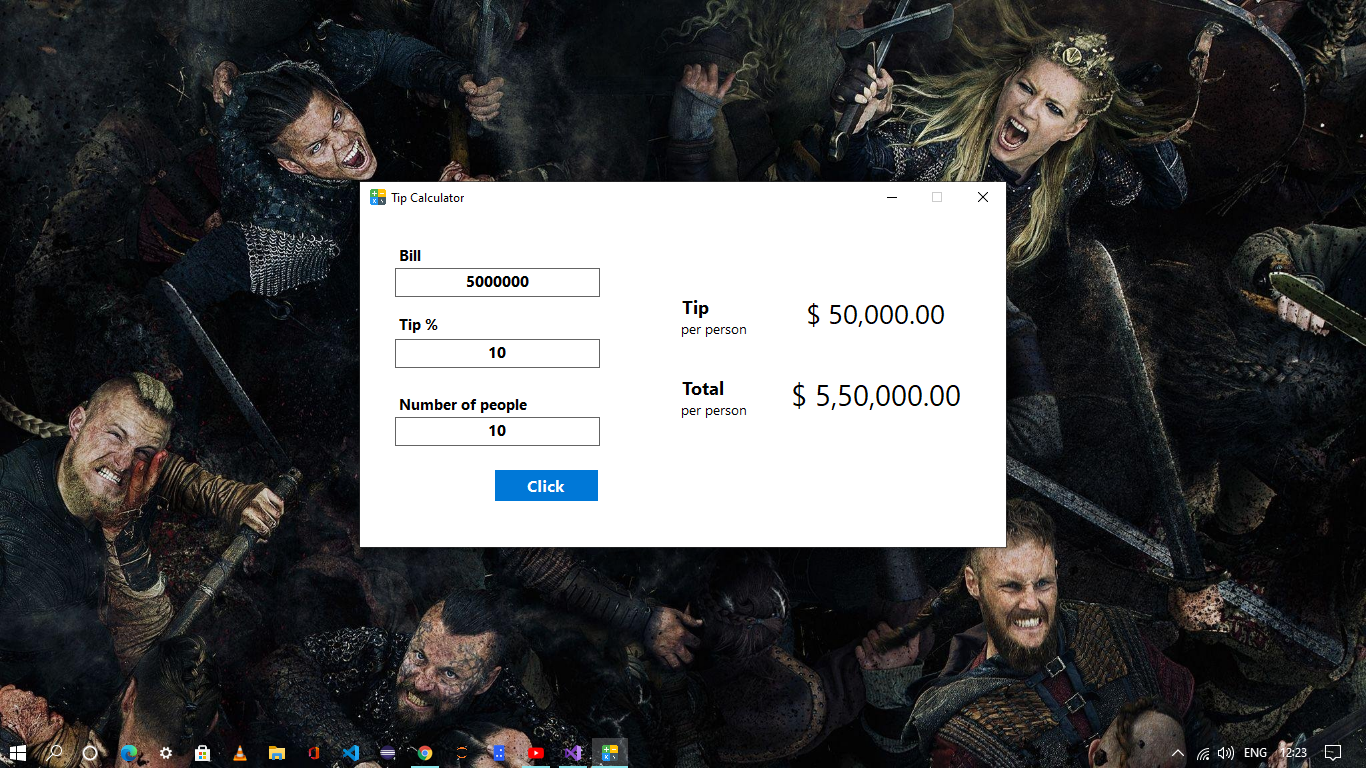 Tip Calculator
Bill
5000000
Tip %
10
Number of people
10
Click
Tip
per person
$ 50,000.00
Total
per person
$ 5,50,000.00
ENG
12:23